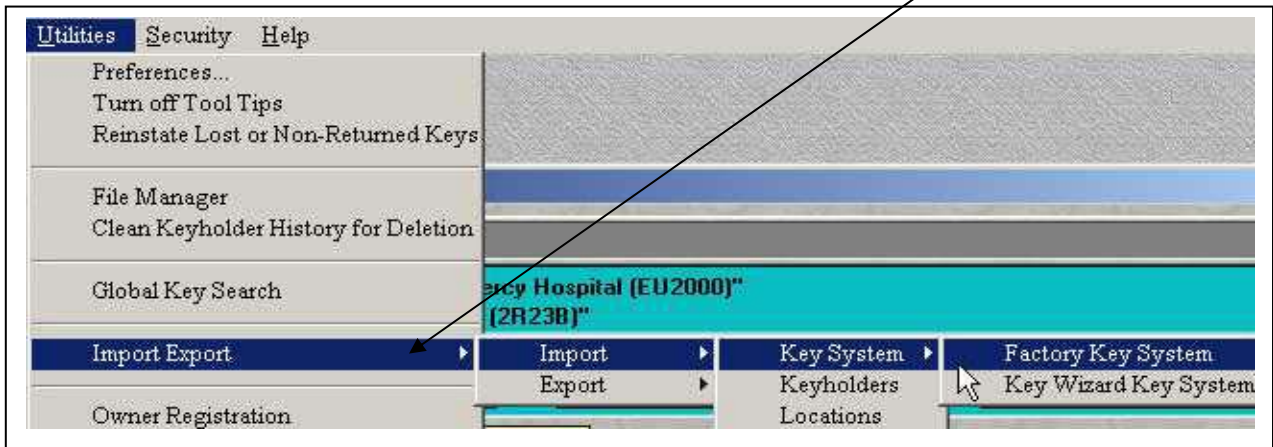 Utilities Security Help
Preferences...
Turn off Tool Tips
Reinstate Lost or Non-Returned Keys
File Manager
Clean Keyholder History for Deletion
Global Key Search
Hospital (EU2000)"
(2R23B)"
Import Export Import Key System Factory Key System
Export Keyholders Key Wizard Key System
Owner Registration Locations